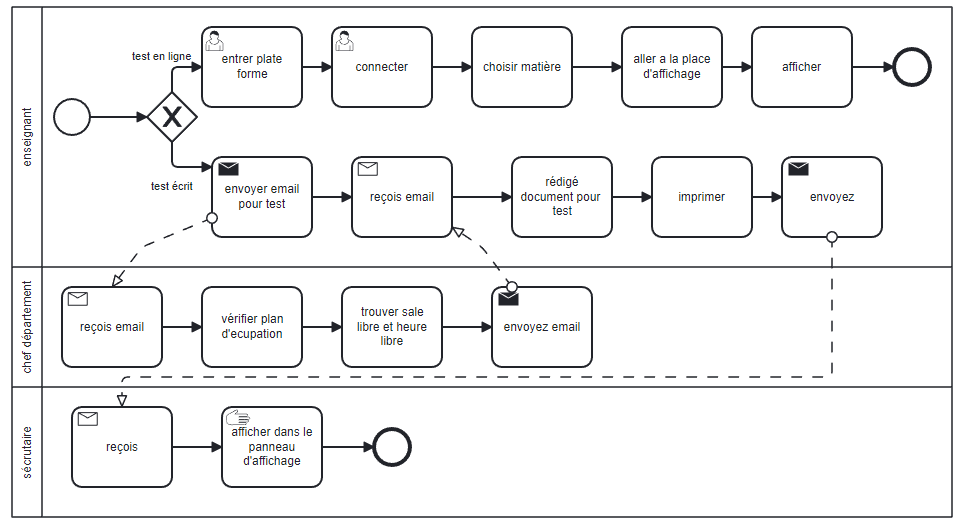 enseignant
test en ligne
entrer plate
forme
connecter
choisir matière
aller a la place
d'affichage
afficher
test écrit
envoyer email
pour test
reçois email
rédigé
document pour
test
imprimer
envoyez
chef département
reçois email
vérifier plan
d'ecupation
trouver sale
libre et heure
libre
envoyez email
sécrutaire
reçois
afficher dans le
panneau
d'affichage